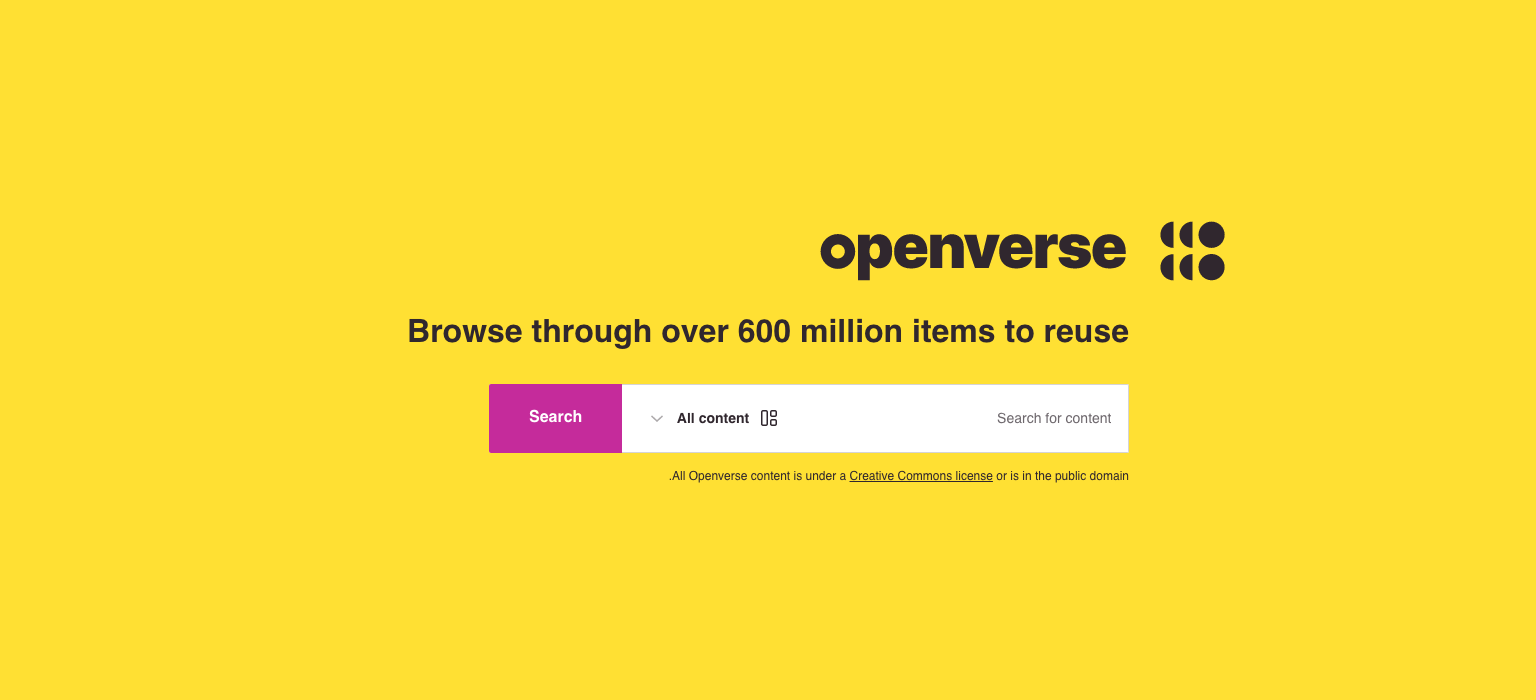 openverse
Browse through over 600 million items to reuse
Search
All content
Search for content
.All Openverse content is under a Creative Commons license or is in the public domain